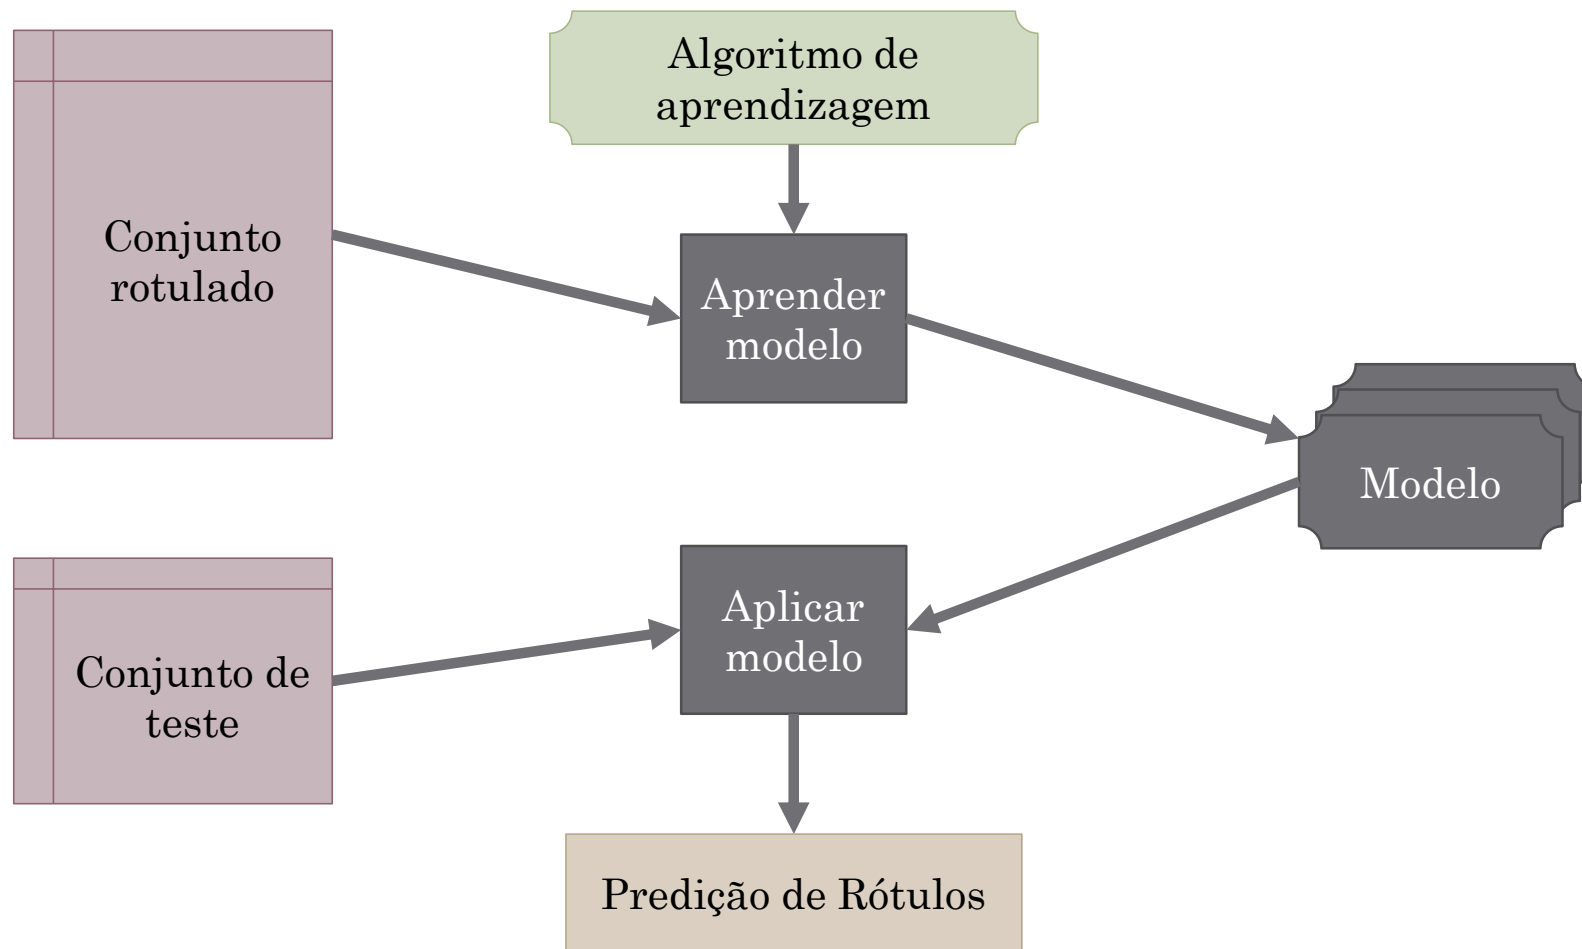 Algoritmo de
aprendizagem
Conjunto
rotulado
Aprender
modelo
Modelo
Conjunto de
teste
Aplicar
modelo
Predição de Rótulos